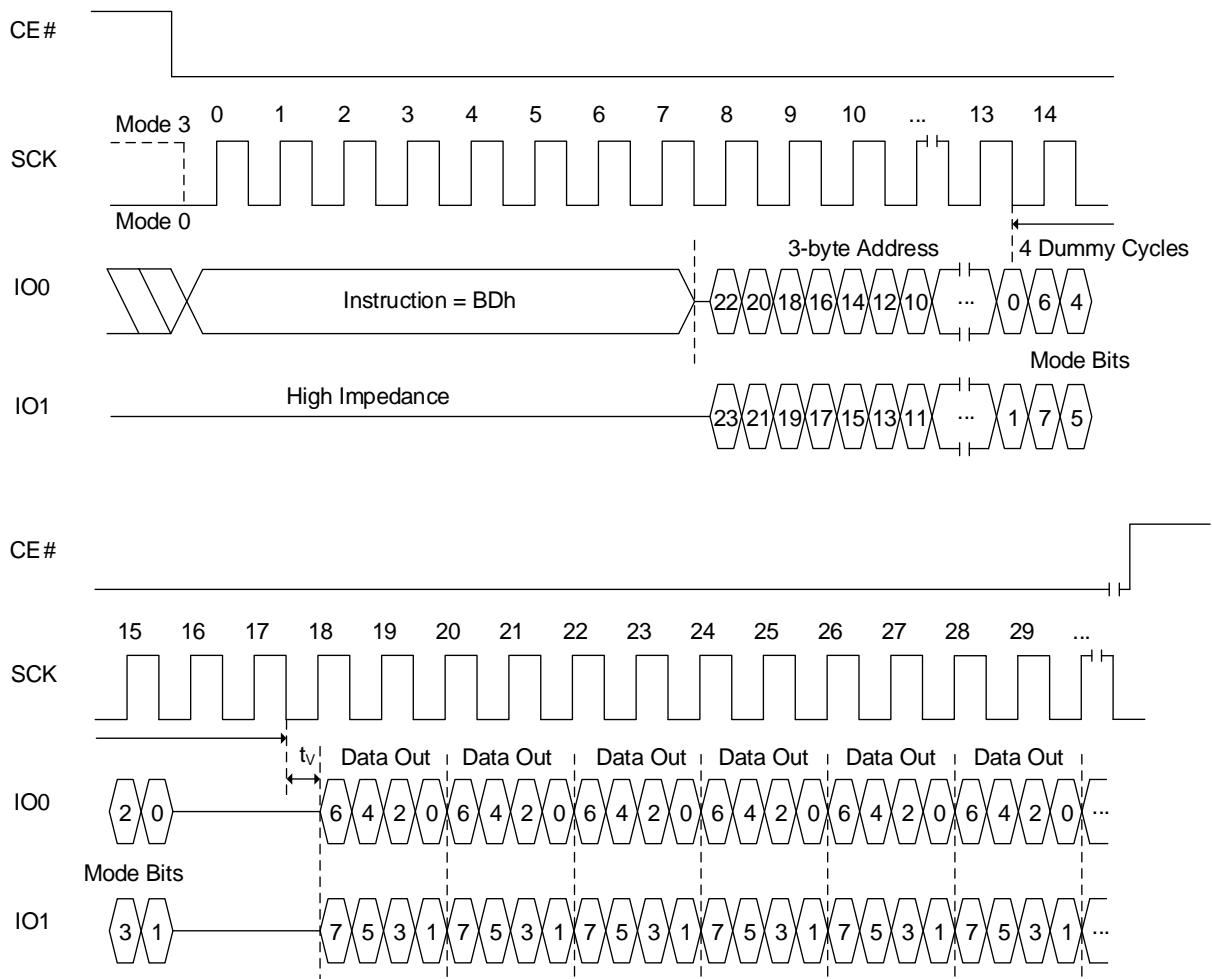 CE#
0 1 2 3 4 5 6 7 8 9 10 ... 13 14
Mode 3
SCK
Mode 0
3-byte Address 4 Dummy Cycles
IO0 Instruction = BDh 22 20 18 16 14 12 10 ... 0 6 4
Mode Bits
IO1 High Impedance 23 21 19 17 15 13 11 ... 1 7 5
CE#
15 16 17 18 19 20 21 22 23 24 25 26 27 28 29 ...
SCK
tV Data Out Data Out Data Out Data Out Data Out Data Out
IO0 2 0 6 4 2 0 6 4 2 0 6 4 2 0 6 4 2 0 6 4 2 0 6 4 2 0 ...
Mode Bits
IO1 3 1 7 5 3 1 7 5 3 1 7 5 3 1 7 5 3 1 7 5 3 1 7 5 3 1 ...